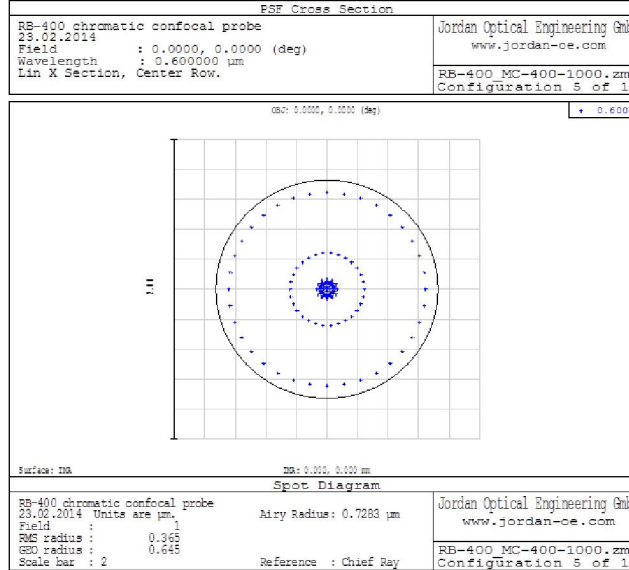 PSF Cross Section
RB-400 chromatic confocal probe
23.02.2014
Field : 0.0000, 0.0000 (deg)
Wavelength : 0.600000 µm
Lin X Section, Center Row.
Jordan Optical Engineering Gmb
www.jordan-oe.com
RB-400_MC-400-1000.zm
Configuration 5 of 1
OBJ: 0.0000, 0.0000 (deg)
+ 0.600
Surface: IMA
IMA: 0.000, 0.000 mm
Spot Diagram
RB-400 chromatic confocal probe
23.02.2014 Units are µm.
Field : 1
RMS radius : 0.365
GEO radius : 0.645
Scale bar : 2
Airy Radius: 0.7283 µm
Reference : Chief Ray
Jordan Optical Engineering Gmb
www.jordan-oe.com
RB-400_MC-400-1000.zm
Configuration 5 of 1